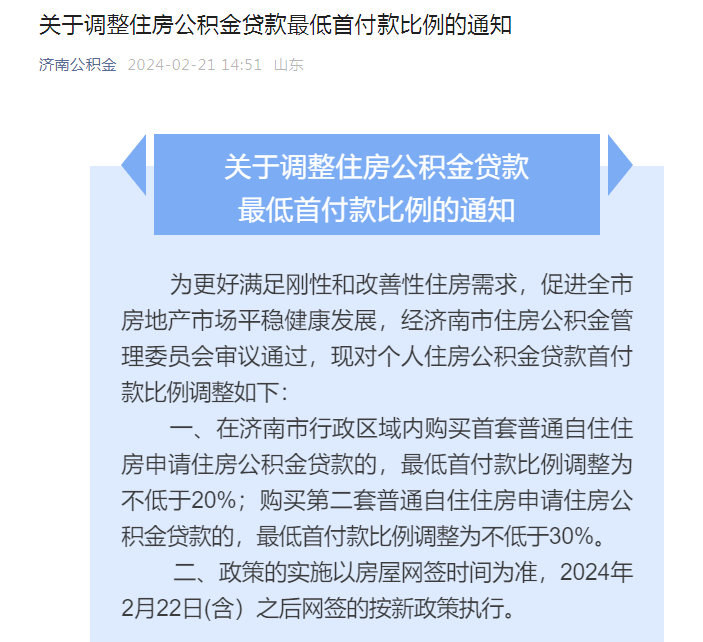 关于调整住房公积金贷款最低首付款比例的通知
济南公积金 2024-02-21 14:51 山东
关于调整住房公积金贷款
最低首付款比例的通知
为更好满足刚性和改善性住房需求，促进全市
房地产市场平稳健康发展，经济南市住房公积金管
理委员会审议通过，现对个人住房公积金贷款首付
款比例调整如下：
一、在济南市行政区域内购买首套普通自住住
房申请住房公积金贷款的，最低首付款比例调整为
不低于20%；购买第二套普通自住住房申请住房公
积金贷款的，最低首付款比例调整为不低于30%。
二、政策的实施以房屋网签时间为准，2024年
2月22日(含）之后网签的按新政策执行。